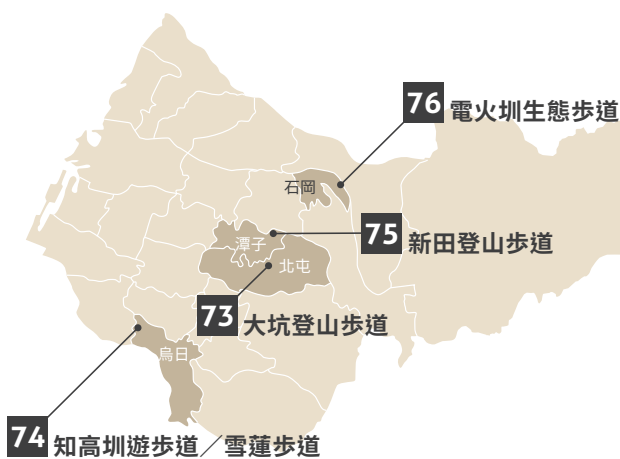 76 電火圳生態步道
石岡
75 新田登山步道
潭子
北屯
73 大坑登山步道
烏日
74 知高圳遊步道／雪蓮步道